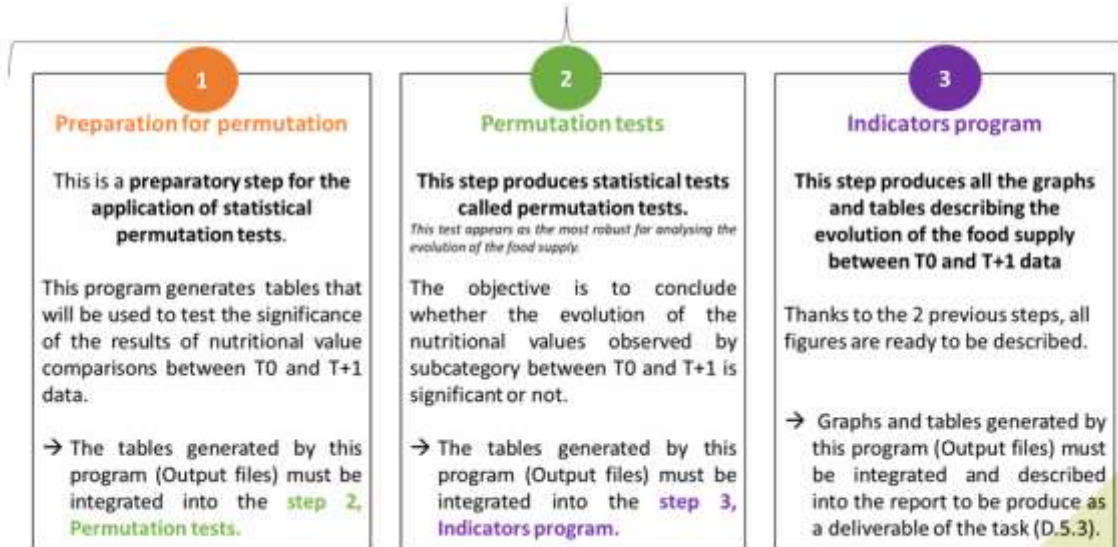 1
Preparation for permutation
This is a preparatory step for the
application of statistical
permutation tests.
This program generates tables that
will be used to test the significance
of the results of nutritional value
comparisons between T0 and T+1
data.
→ The tables generated by this
program (Output files) must be
integrated into the step 2,
Permutation tests.
2
Permutation tests
This step produces statistical tests
called permutation tests.
This test appears as the most robust for analysing the
evolution of the food supply.
The objective is to conclude
whether the evolution of the
nutritional values observed by
subcategory between T0 and T+1 is
significant or not.
→ The tables generated by this
program (Output files) must be
integrated into the step 3,
Indicators program.
3
Indicators program
This step produces all the graphs
and tables describing the
evolution of the food supply
between T0 and T+1 data
Thanks to the 2 previous steps, all
figures are ready to be described.
→ Graphs and tables generated by
this program (Output files) must
be integrated and described
into the report to be produce as
a deliverable of the task (D.5.3).